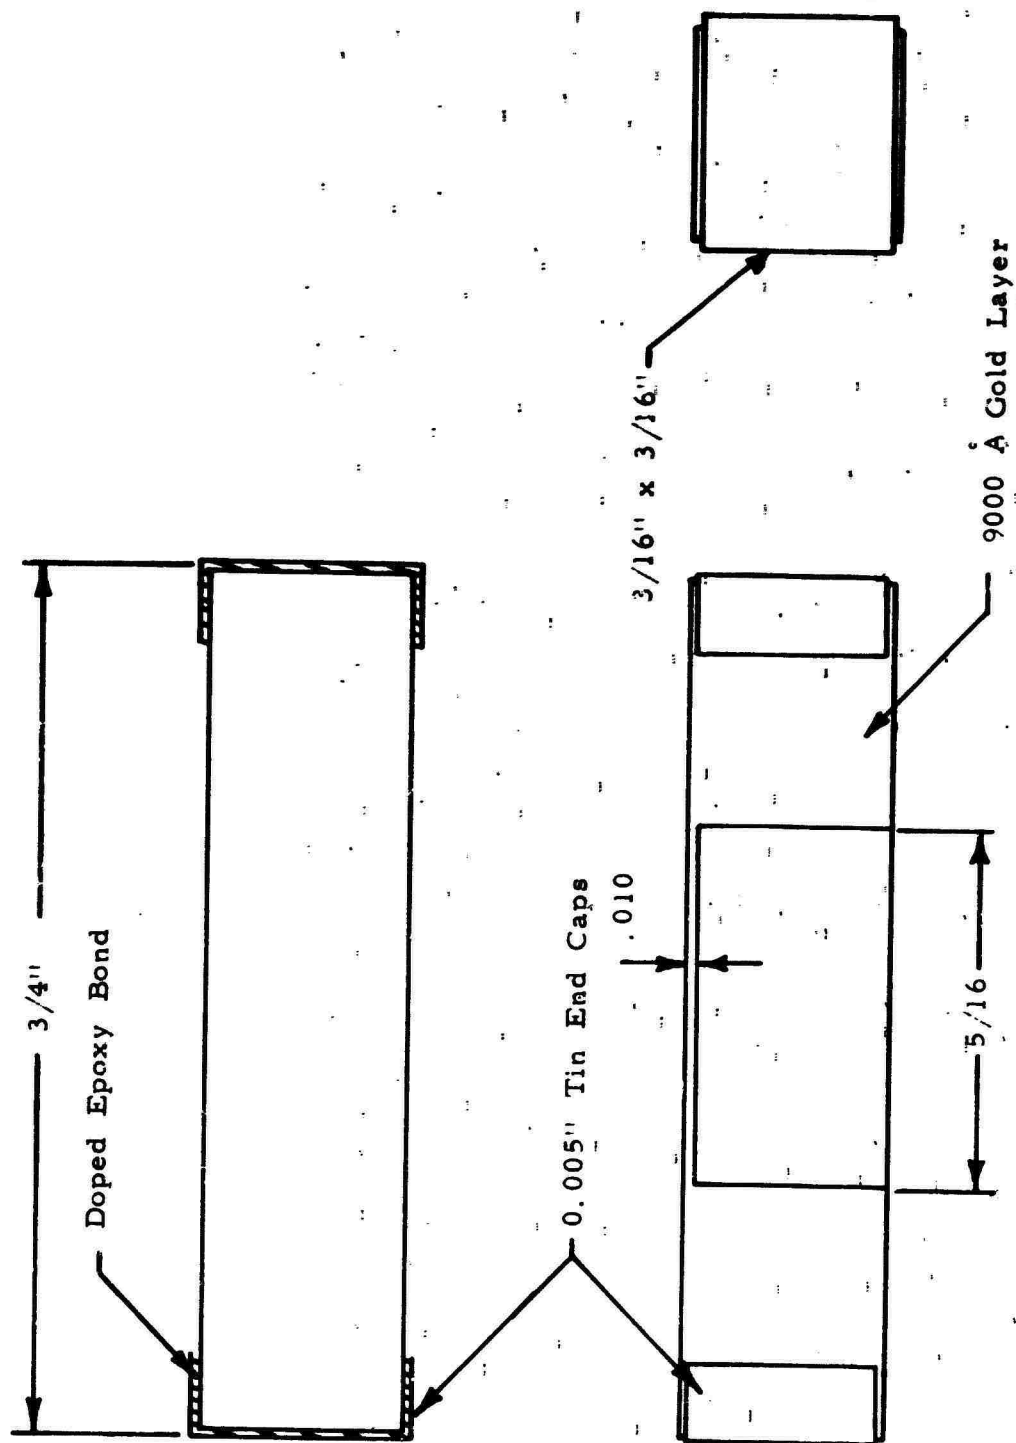 3/4"
Doped Epoxy Bond
0.005" Tin End Caps
.010
3/16" x 3/16"
5/16
9000 Å Gold Layer